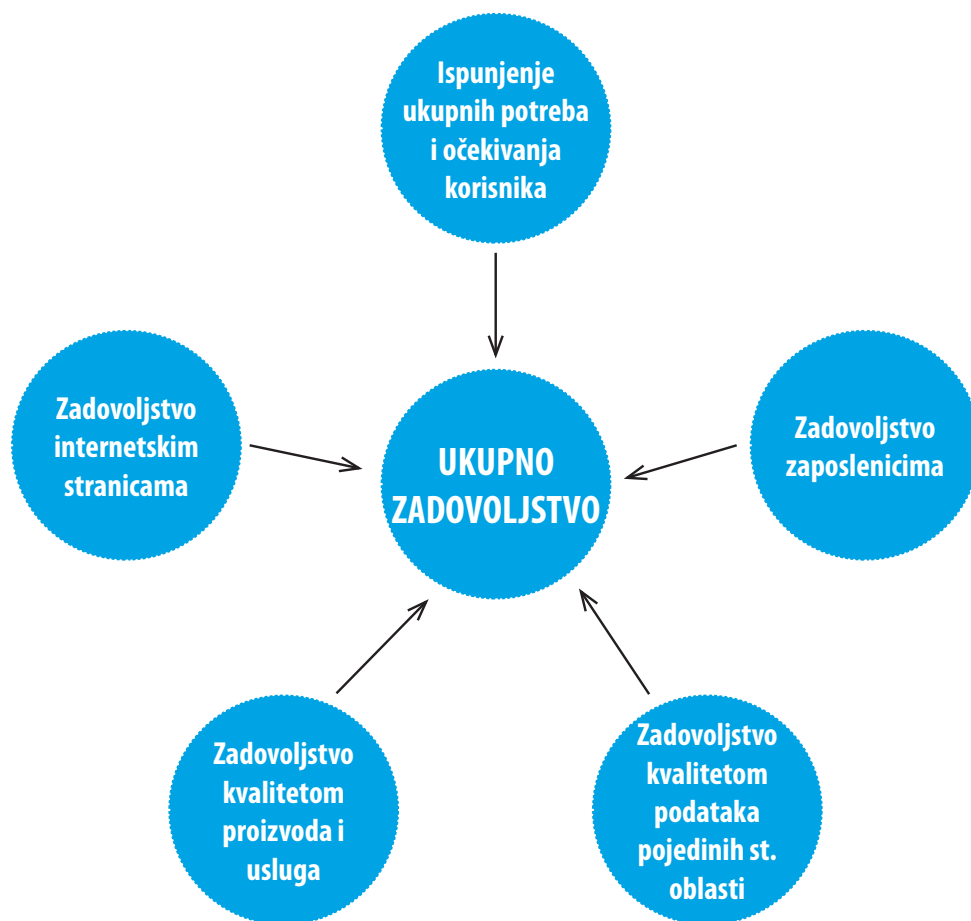 Ispunjenje
ukupnih potreba
i očekivanja
korisnika
Zadovoljstvo
internetskim
stranicama
UKUPNO
ZADOVOLJSTVO
Zadovoljstvo
zaposlenicima
Zadovoljstvo
kvalitetom
proizvoda i
usluga
Zadovoljstvo
kvalitetom
podataka
pojedinih st.
oblasti